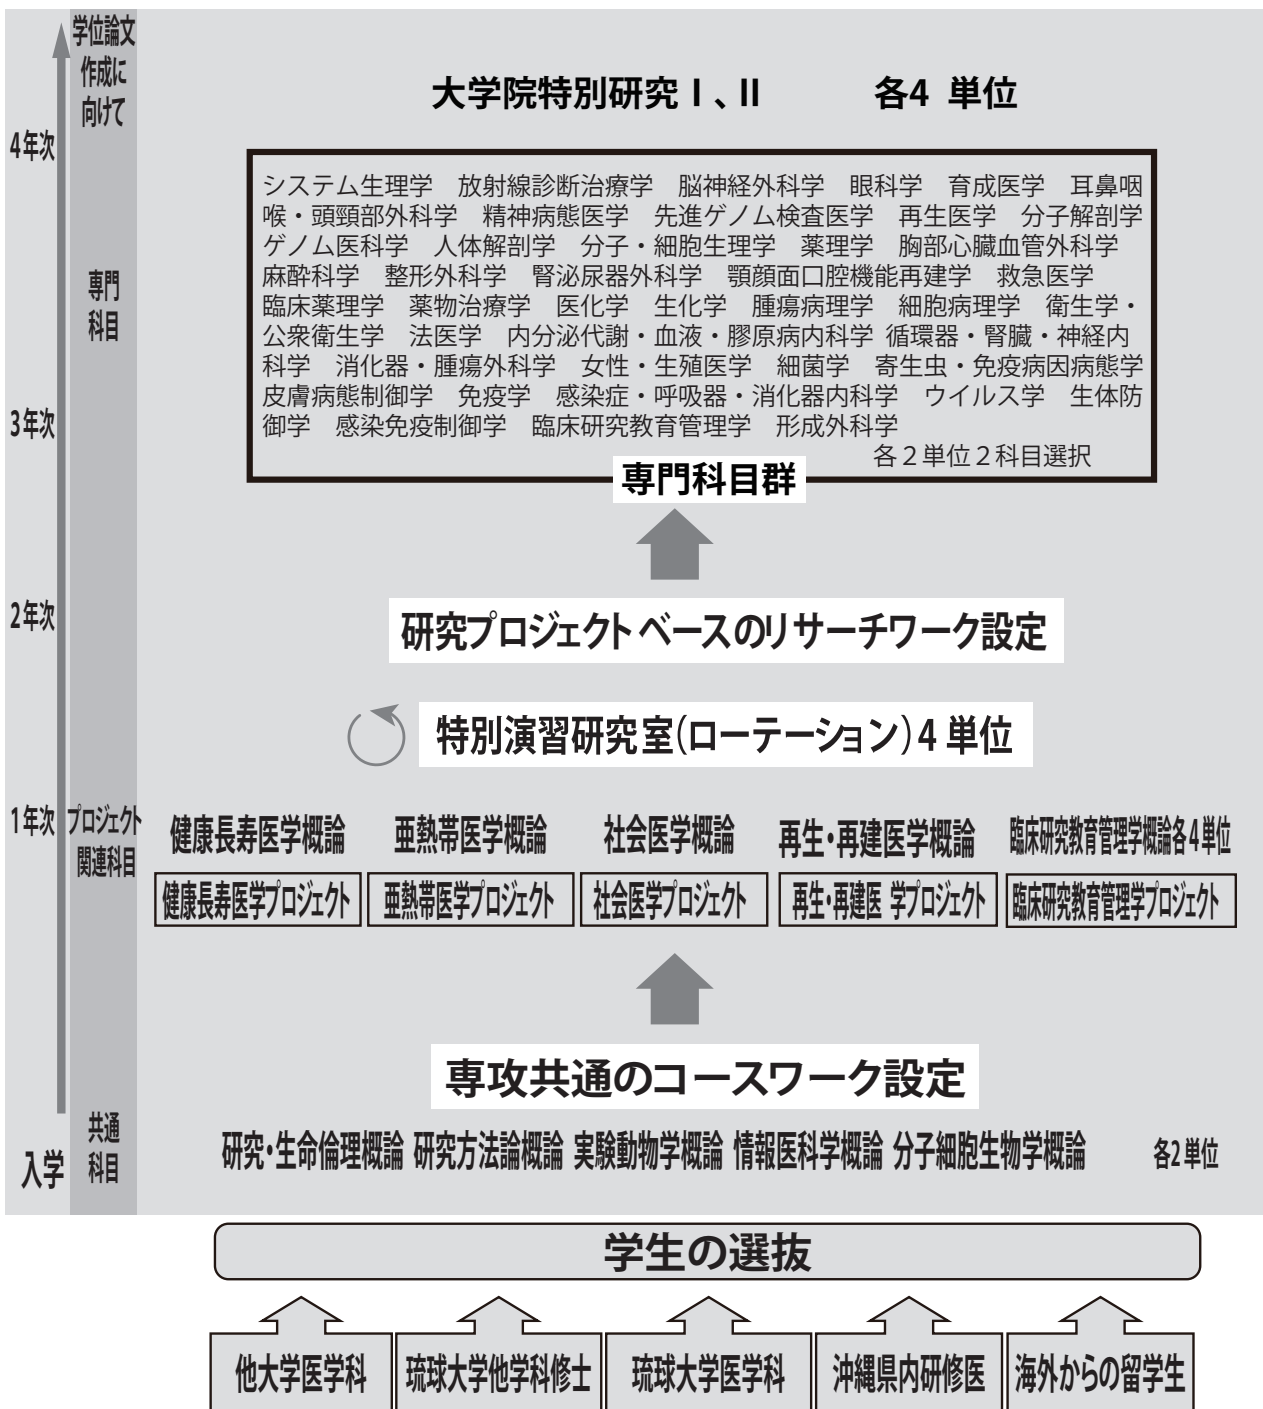 学位論文
作成に
向けて
大学院特別研究Ⅰ、Ⅱ 各4 単位
4年次
システム生理学 放射線診断治療学 脳神経外科学 眼科学 育成医学 耳鼻咽
喉・頭頸部外科学 精神病態医学 先進ゲノム検査医学 再生医学 分子解剖学
ゲノム医科学 人体解剖学 分子・細胞生理学 薬理学 胸部心臓血管外科学
麻酔科学 整形外科学 腎泌尿器外科学 顎顔面口腔機能再建学 救急医学
臨床薬理学 薬物治療学 医化学 生化学 腫瘍病理学 細胞病理学 衛生学・
公衆衛生学 法医学 内分泌代謝・血液・膠原病内科学 循環器・腎臓・神経内
科学 消化器・腫瘍外科学 女性・生殖医学 細菌学 寄生虫・免疫病因病態学
皮膚病態制御学 免疫学 感染症・呼吸器・消化器内科学 ウイルス学 生体防
御学 感染免疫制御学 臨床研究教育管理学 形成外科学
各２単位２科目選択
専門
科目
3年次
専門科目群
2年次
研究プロジェクトベースのリサーチワーク設定
特別演習研究室(ローテーション)4 単位
1年次
プロジェクト
関連科目
健康長寿医学概論 亜熱帯医学概論 社会医学概論 再生・再建医学概論 臨床研究教育管理学概論各4単位
健康長寿医学プロジェクト 亜熱帯医学プロジェクト 社会医学プロジェクト 再生・再建医 学プロジェクト 臨床研究教育管理学プロジェクト
専攻共通のコースワーク設定
共通
科目
入学
研究・生命倫理概論 研究方法論概論 実験動物学概論 情報医科学概論 分子細胞生物学概論 各2単位
学生の選抜
他大学医学科 琉球大学他学科修士 琉球大学医学科 沖縄県内研修医 海外からの留学生